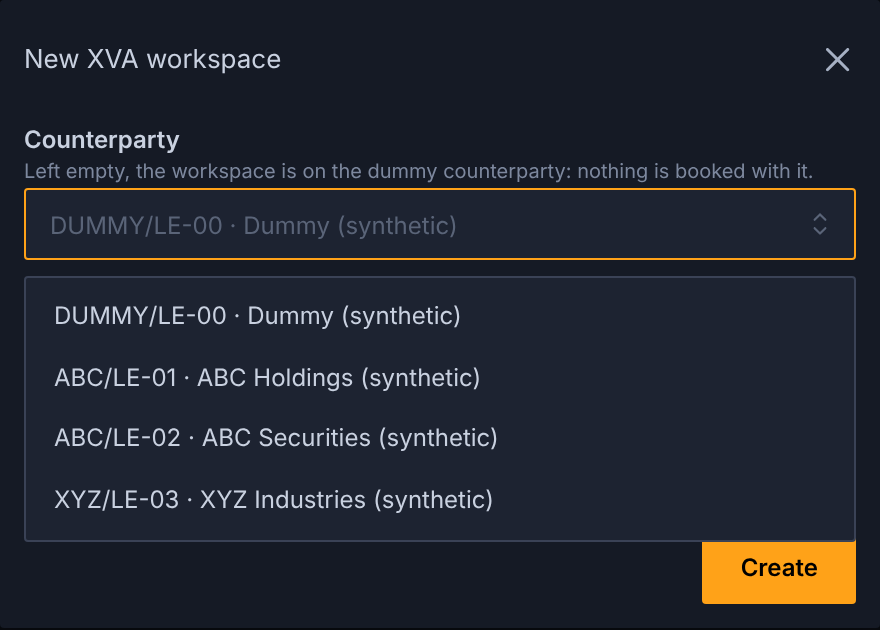 New XVA workspace
Counterparty
Left empty, the workspace is on the dummy counterparty: nothing is booked with it.
DUMMY/LE-00 · Dummy (synthetic)
DUMMY/LE-00 · Dummy (synthetic)
ABC/LE-01 · ABC Holdings (synthetic)
ABC/LE-02 · ABC Securities (synthetic)
XYZ/LE-03 · XYZ Industries (synthetic)
Create